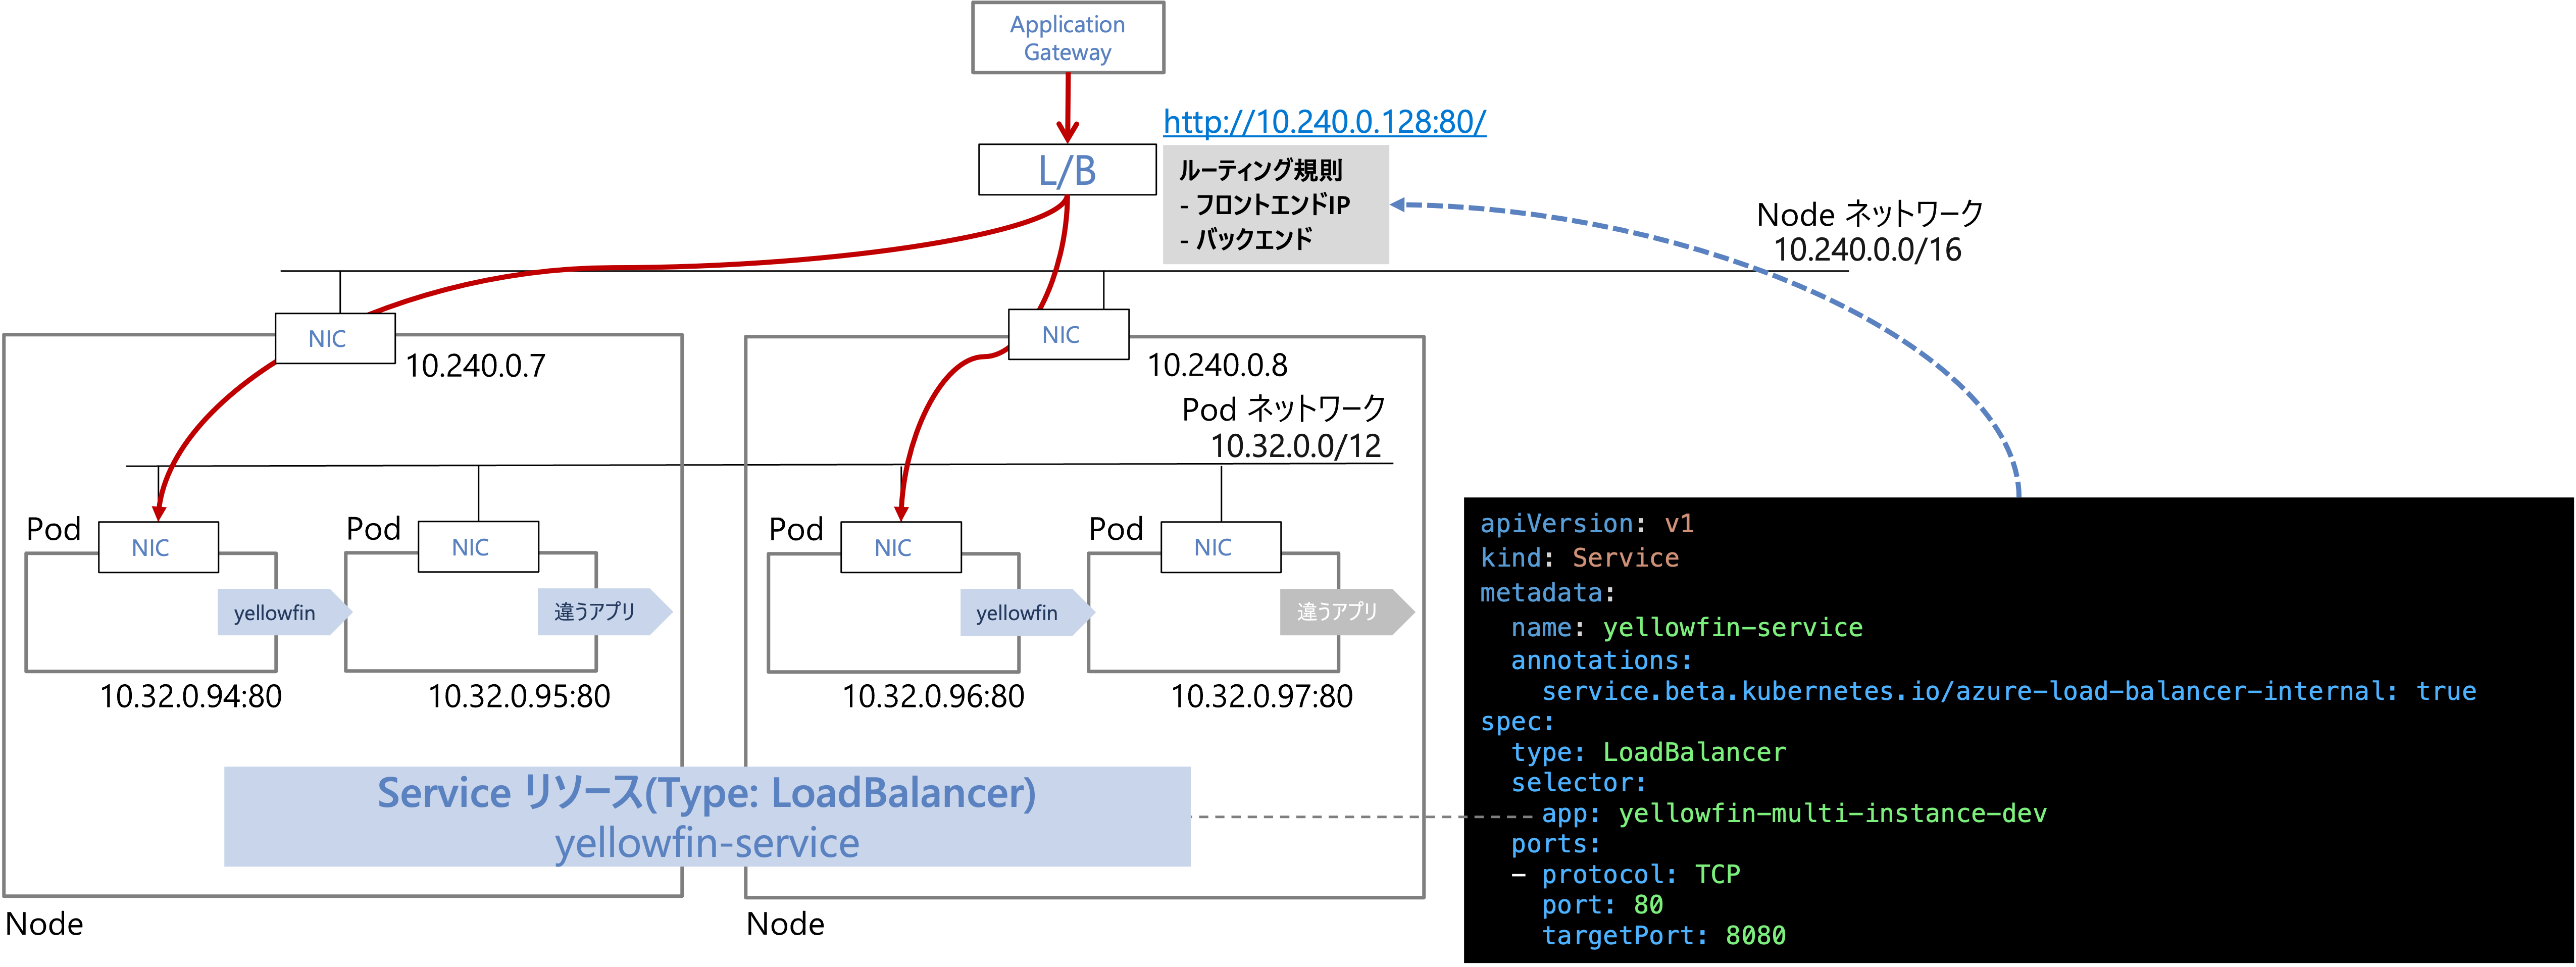 Application
Gateway
http://10.240.0.128:80/
L/B
ルーティング規則
- フロントエンドIP
- バックエンド
Node ネットワーク
10.240.0.0/16
NIC
10.240.0.7
NIC
10.240.0.8
Pod ネットワーク
10.32.0.0/12
Pod
NIC
yellowfin
10.32.0.94:80
Pod
NIC
違うアプリ
10.32.0.95:80
Pod
NIC
yellowfin
10.32.0.96:80
Pod
NIC
違うアプリ
10.32.0.97:80
Service リソース(Type: LoadBalancer)
yellowfin-service
Node
Node
apiVersion: v1
kind: Service
metadata:
  name: yellowfin-service
  annotations:
    service.beta.kubernetes.io/azure-load-balancer-internal: true
spec:
  type: LoadBalancer
  selector:
    app: yellowfin-multi-instance-dev
  ports:
  - protocol: TCP
    port: 80
    targetPort: 8080